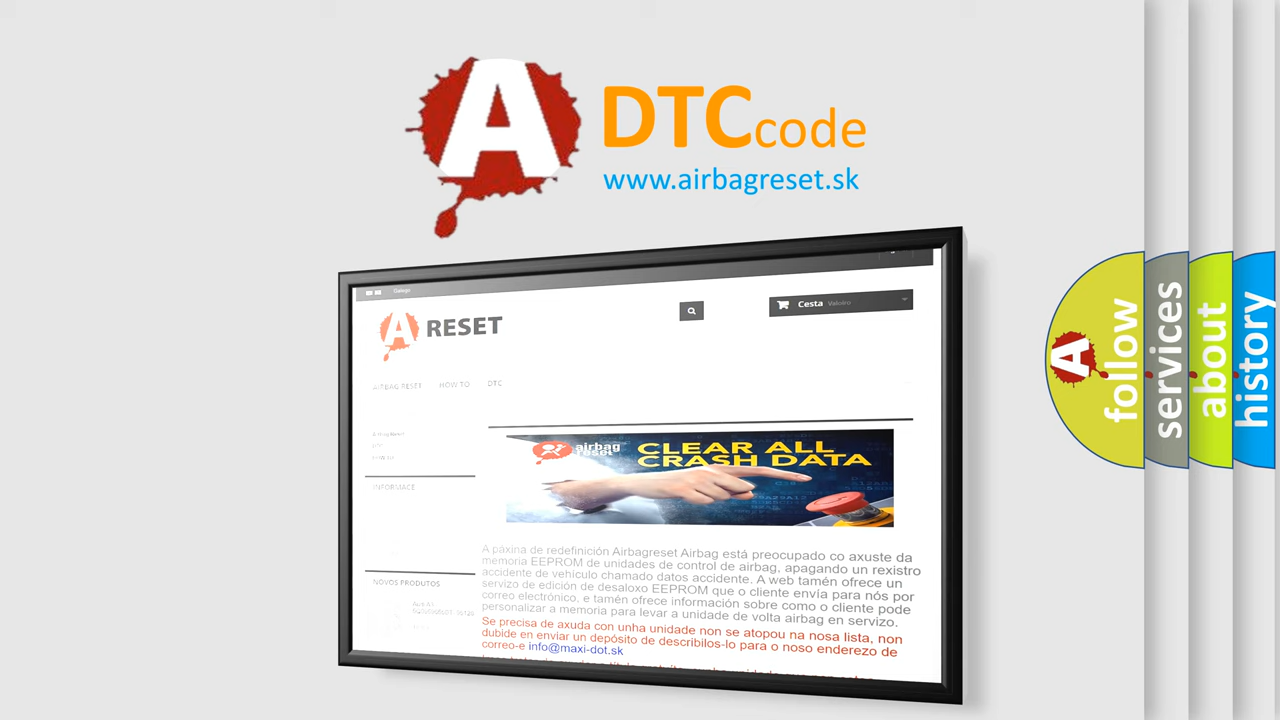 A DTCcode
www.airbagreset.sk
Galego
A RESET
Cesta Valeiro
AIRBAG RESET HOW TO DTC
INFORMACE
airbag
reset
CLEAR ALL
CRASH DATA
A páxina de redefinición Airbagreset Airbag está preocupado co axuste da
memoria EEPROM de unidades de control de airbag, apagando un rexistro
accidente de vehículo chamado datos accidente. A web tamén ofrece un
servizo de edición de desaloxo EEPROM que o cliente envía para nós por
correo electrónico, e tamén ofrece información sobre como o cliente pode
personalizar a memoria para levar a unidade de volta airbag en servizo.
Se precisa de axuda con unha unidade non se atopou na nosa lista, non
dubide en enviar un depósito de describilos-lo para o noso enderezo de
correo-e info@maxi-dot.sk
NOVOS PRODUTOS
A follow
services
about
history